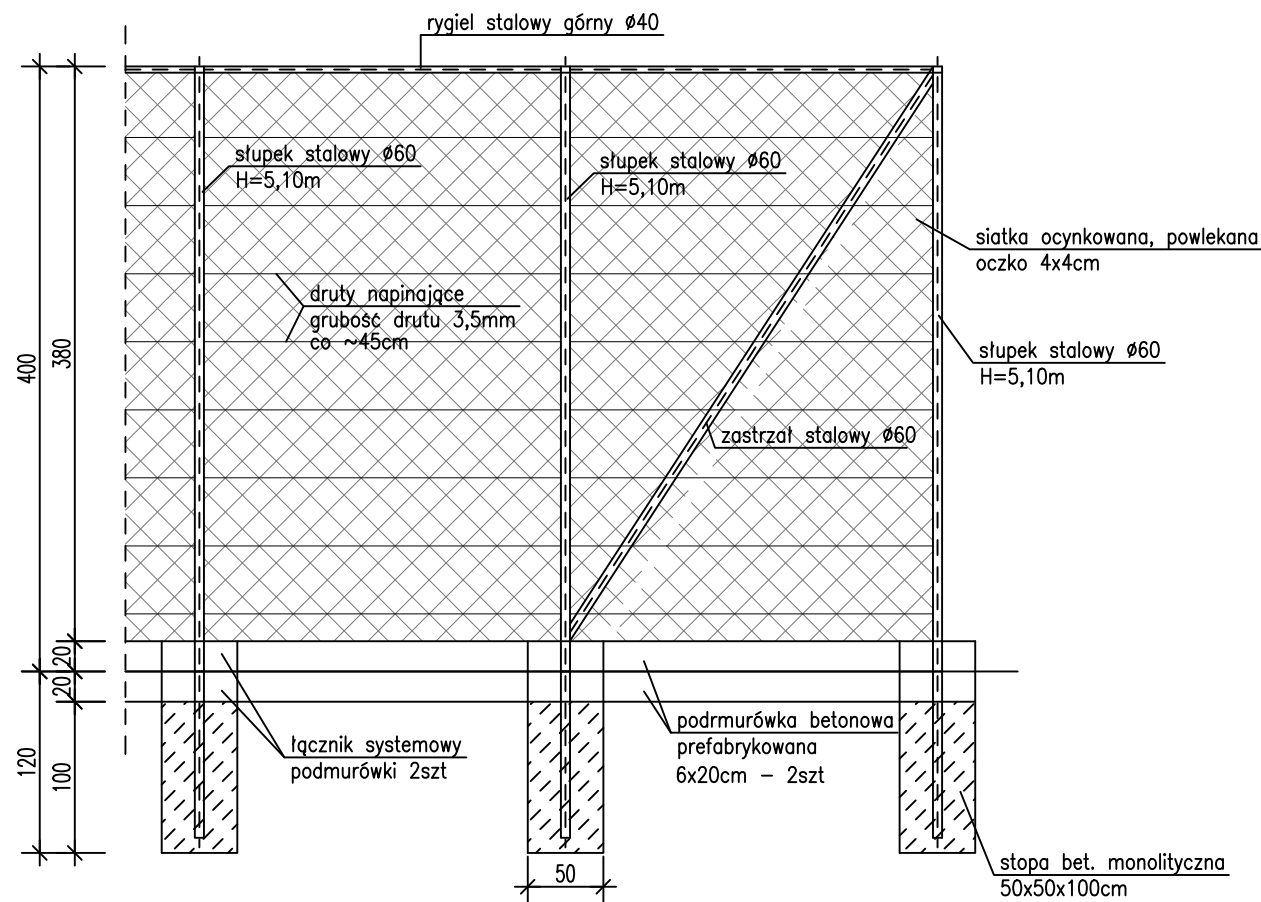 rygiel stalowy górny ø40
słupek stalowy ø60
H=5,10m
słupek stalowy ø60
H=5,10m
siatka ocynkowana, powlekana
oczko 4x4cm
druty napinające
grubość drutu 3,5mm
co ~45cm
słupek stalowy ø60
H=5,10m
zastrzał stalowy ø60
400
380
20
20
120
100
łącznik systemowy
podmurówki 2szt
podrmurówka betonowa
prefabrykowana
6x20cm – 2szt
50
stopa bet. monolityczna
50x50x100cm